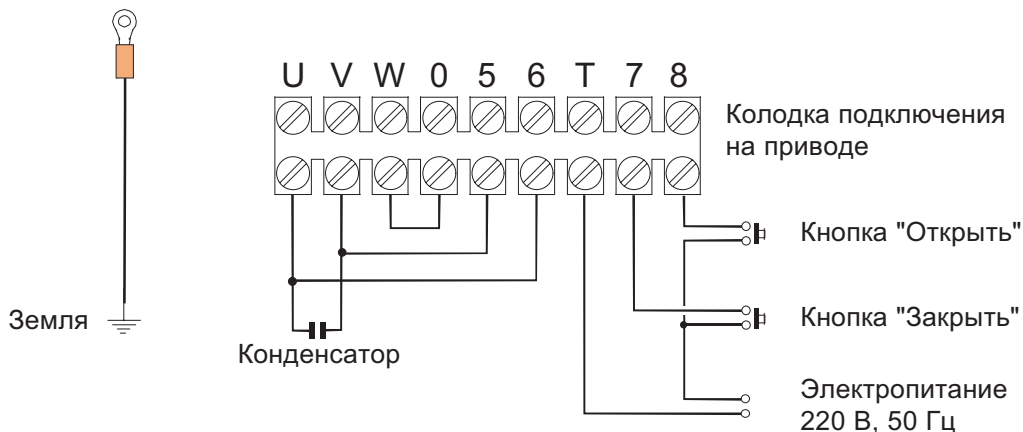 U V W 0 5 6 T 7 8
Колодка подключения
на приводе
Кнопка "Открыть"
Земля
Кнопка "Закрыть"
Конденсатор
Электропитание
220 В, 50 Гц